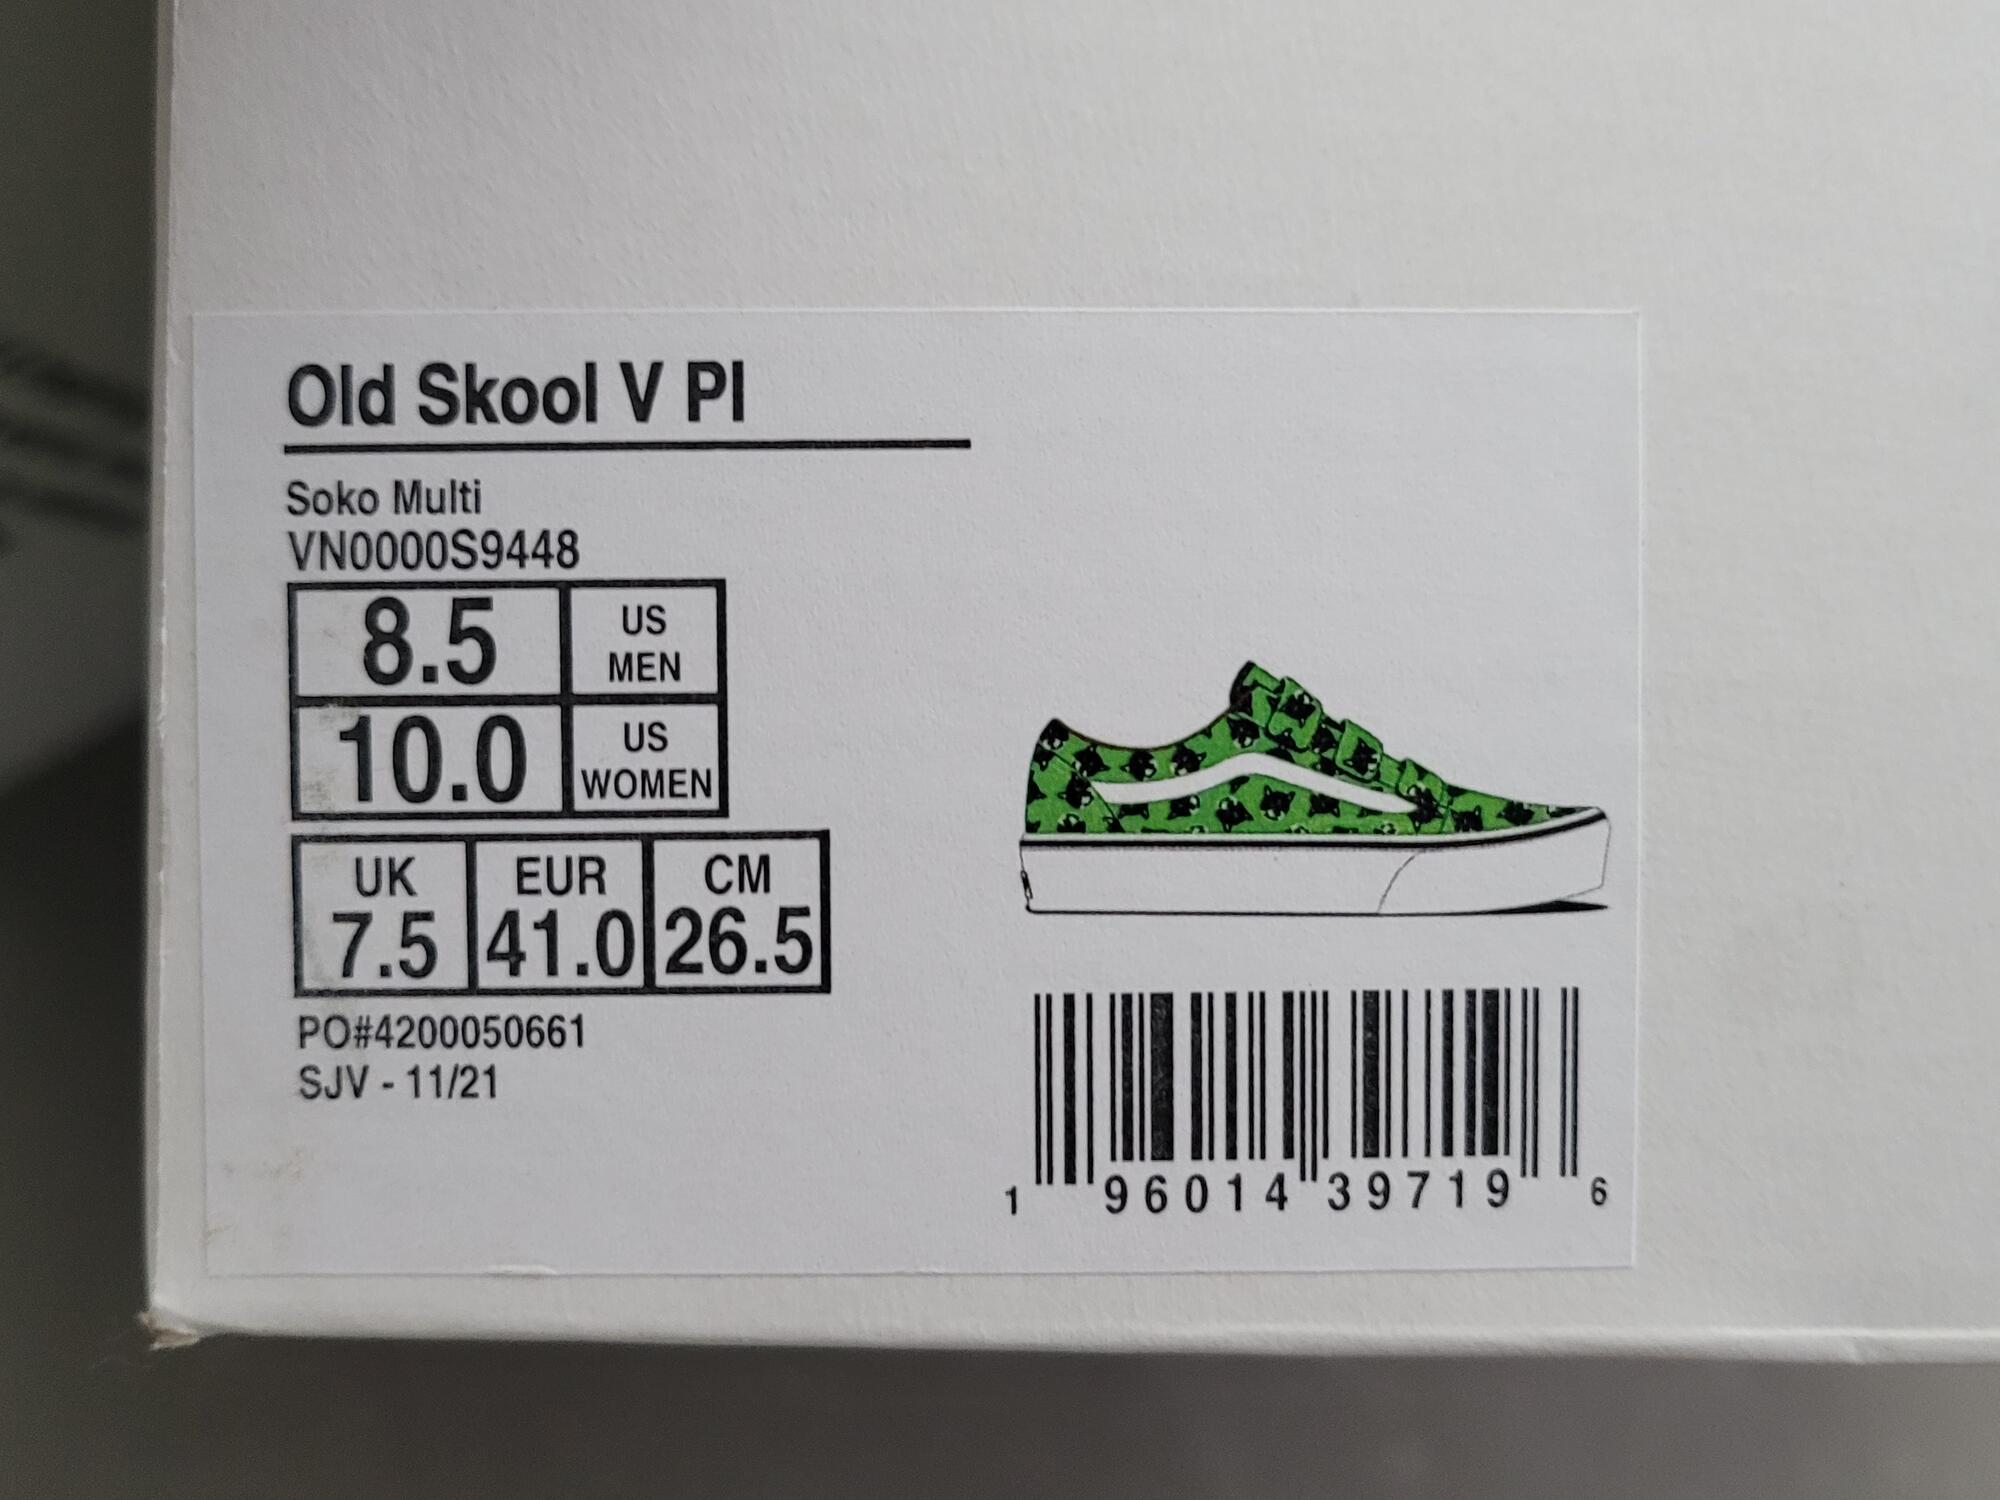 Old Skool V Pl
Soko Multi
VN0000S9448
8.5 US MEN
10.0 US WOMEN
UK EUR CM
7.5 41.0 26.5
PO#4200050661
SJV - 11/21
1 96014 39719 6